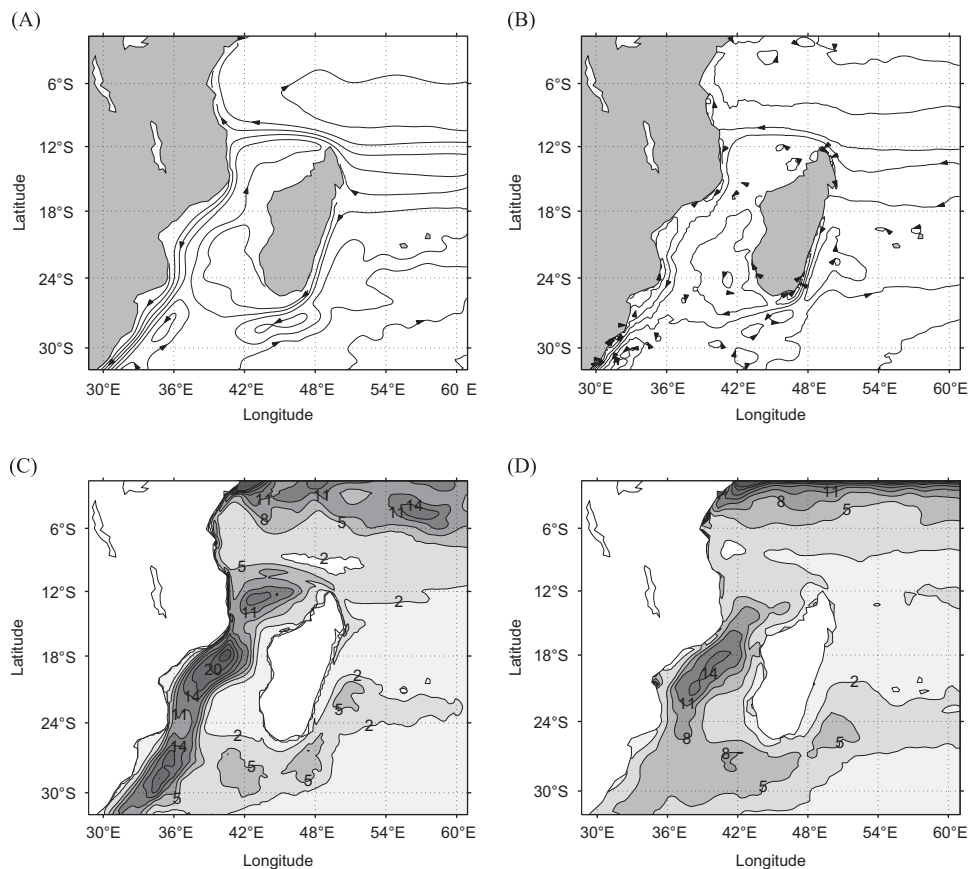 (A)
(B)
6°S
12°S
18°S
24°S
30°S
Latitude
30°E
36°E
42°E
48°E
54°E
60 E
Longitude
6°S
12°S
18°S
24°S
30°S
Latitude
30°E
36°E
42°E
48°E
54°E
60°E
Longitude
(C)
(D)
11
11
14
11
8
5
5
2
2
11
20
14
11
14
2
2
5
2
5
5
5
6°S
12°S
18°S
24°S
30°S
Latitude
30°E
36°E
42°E
48°E
54°E
60°E
Longitude
11
8
5
14
11
8
8
2
5
5
6°S
12°S
18°S
24°S
30°S
Latitude
30°E
36°E
42°E
48°E
54°E
60°E
Longitude